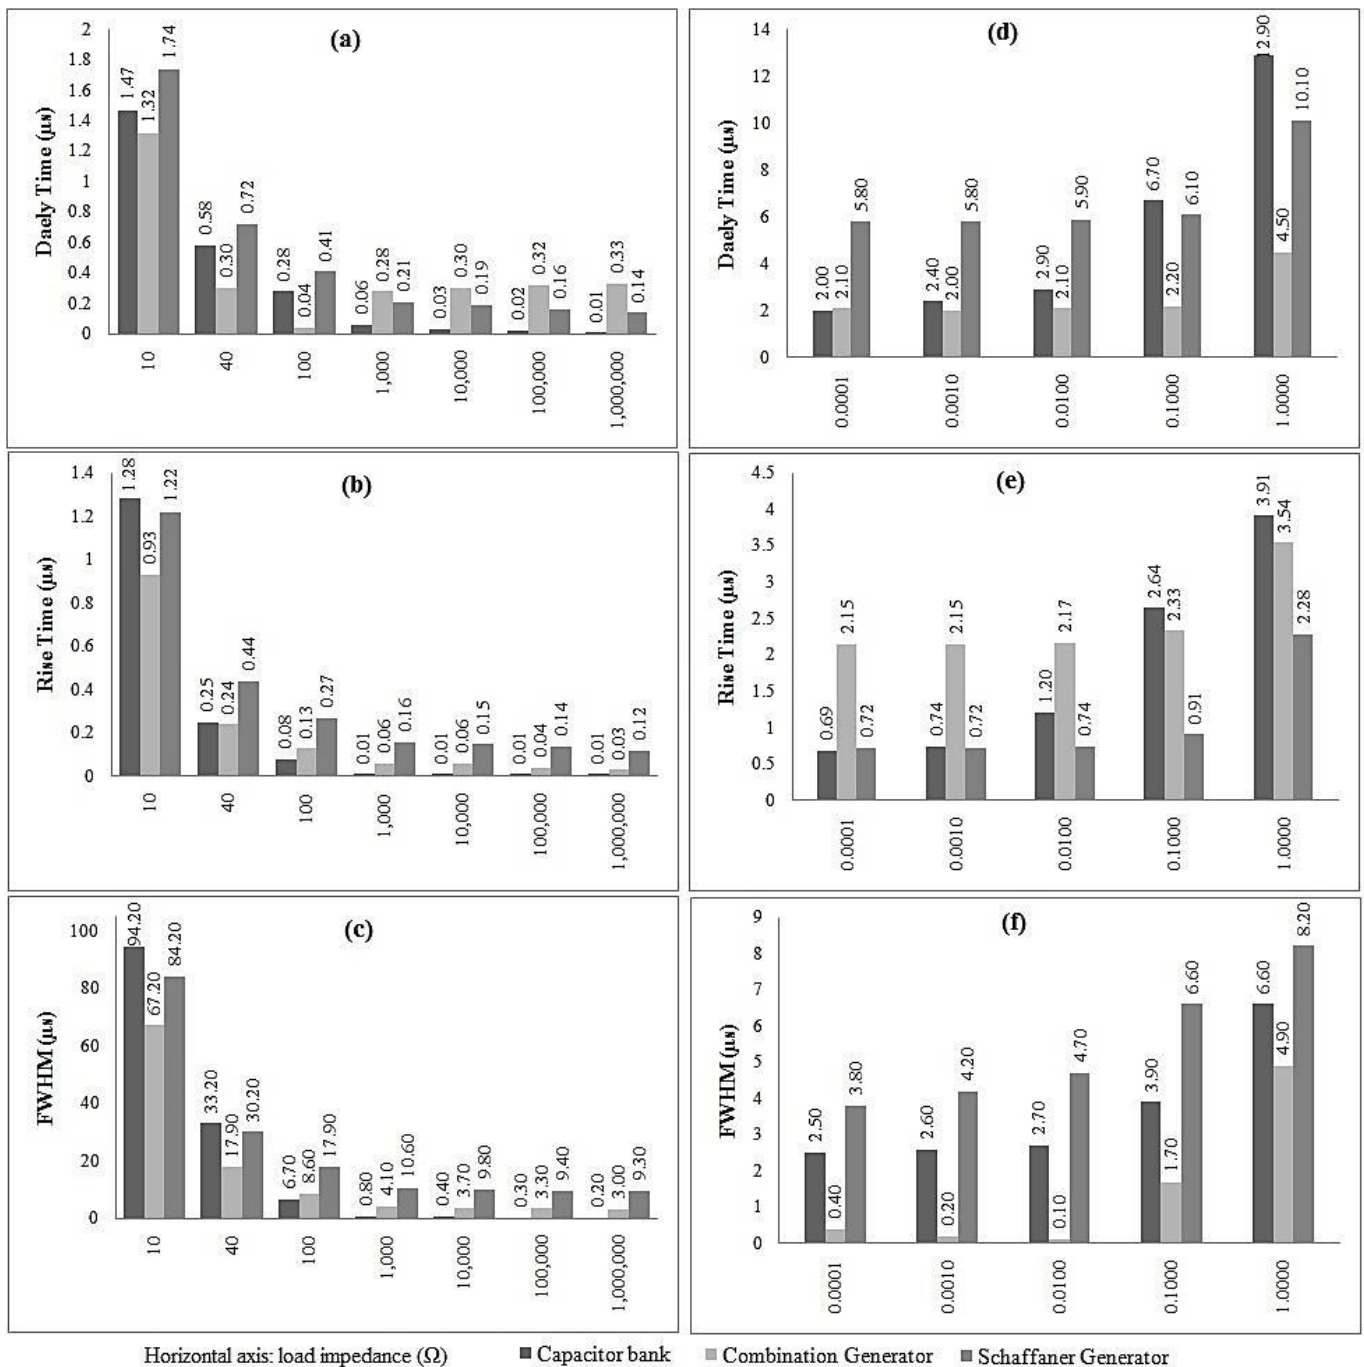 (a)
Daely Time (µs)
2
1.8
1.6
1.4
1.2
1
0.8
0.6
0.4
0.2
0
1.47 1.32 1.74
0.58 0.30 0.72
0.28 0.04 0.41
0.06 0.28 0.21
0.03 0.30 0.19
0.02 0.32 0.16
0.01 0.33 0.14
10 40 100 1,000 10,000 100,000 1,000,000
(d)
Daely Time (µs)
14
12
10
8
6
4
2
0
2.00 2.10 5.80
2.40 2.00 5.80
2.90 2.10 5.90
6.70 2.20 6.10
12.90 4.50 10.10
0.0001 0.0010 0.0100 0.1000 1.0000
(b)
Rise Time (µs)
1.4
1.2
1
0.8
0.6
0.4
0.2
0
1.28 0.93 1.22
0.25 0.24 0.44
0.08 0.13 0.27
0.01 0.06 0.16
0.01 0.06 0.15
0.01 0.04 0.14
0.01 0.03 0.12
10 40 100 1,000 10,000 100,000 1,000,000
(e)
Rise Time (µs)
4.5
4
3.5
3
2.5
2
1.5
1
0.5
0
0.69 2.15 0.72
0.74 2.15 0.72
1.20 2.17 0.74
2.64 2.33 0.91
3.91 3.54 2.28
0.0001 0.0010 0.0100 0.1000 1.0000
(c)
FWHM (µs)
100
80
60
40
20
0
94.20 67.20 84.20
33.20 17.90 30.20
6.70 8.60 17.90
0.80 4.10 10.60
0.40 3.70 9.80
0.30 3.30 9.40
0.20 3.00 9.30
10 40 100 1,000 10,000 100,000 1,000,000
(f)
FWHM (µs)
9
8
7
6
5
4
3
2
1
0
2.50 0.40 3.80
2.60 0.20 4.20
2.70 0.10 4.70
3.90 1.70 6.60
6.60 4.90 8.20
0.0001 0.0010 0.0100 0.1000 1.0000
Horizontal axis: load impedance (Ω) Capacitor bank Combination Generator Schaffaner Generator